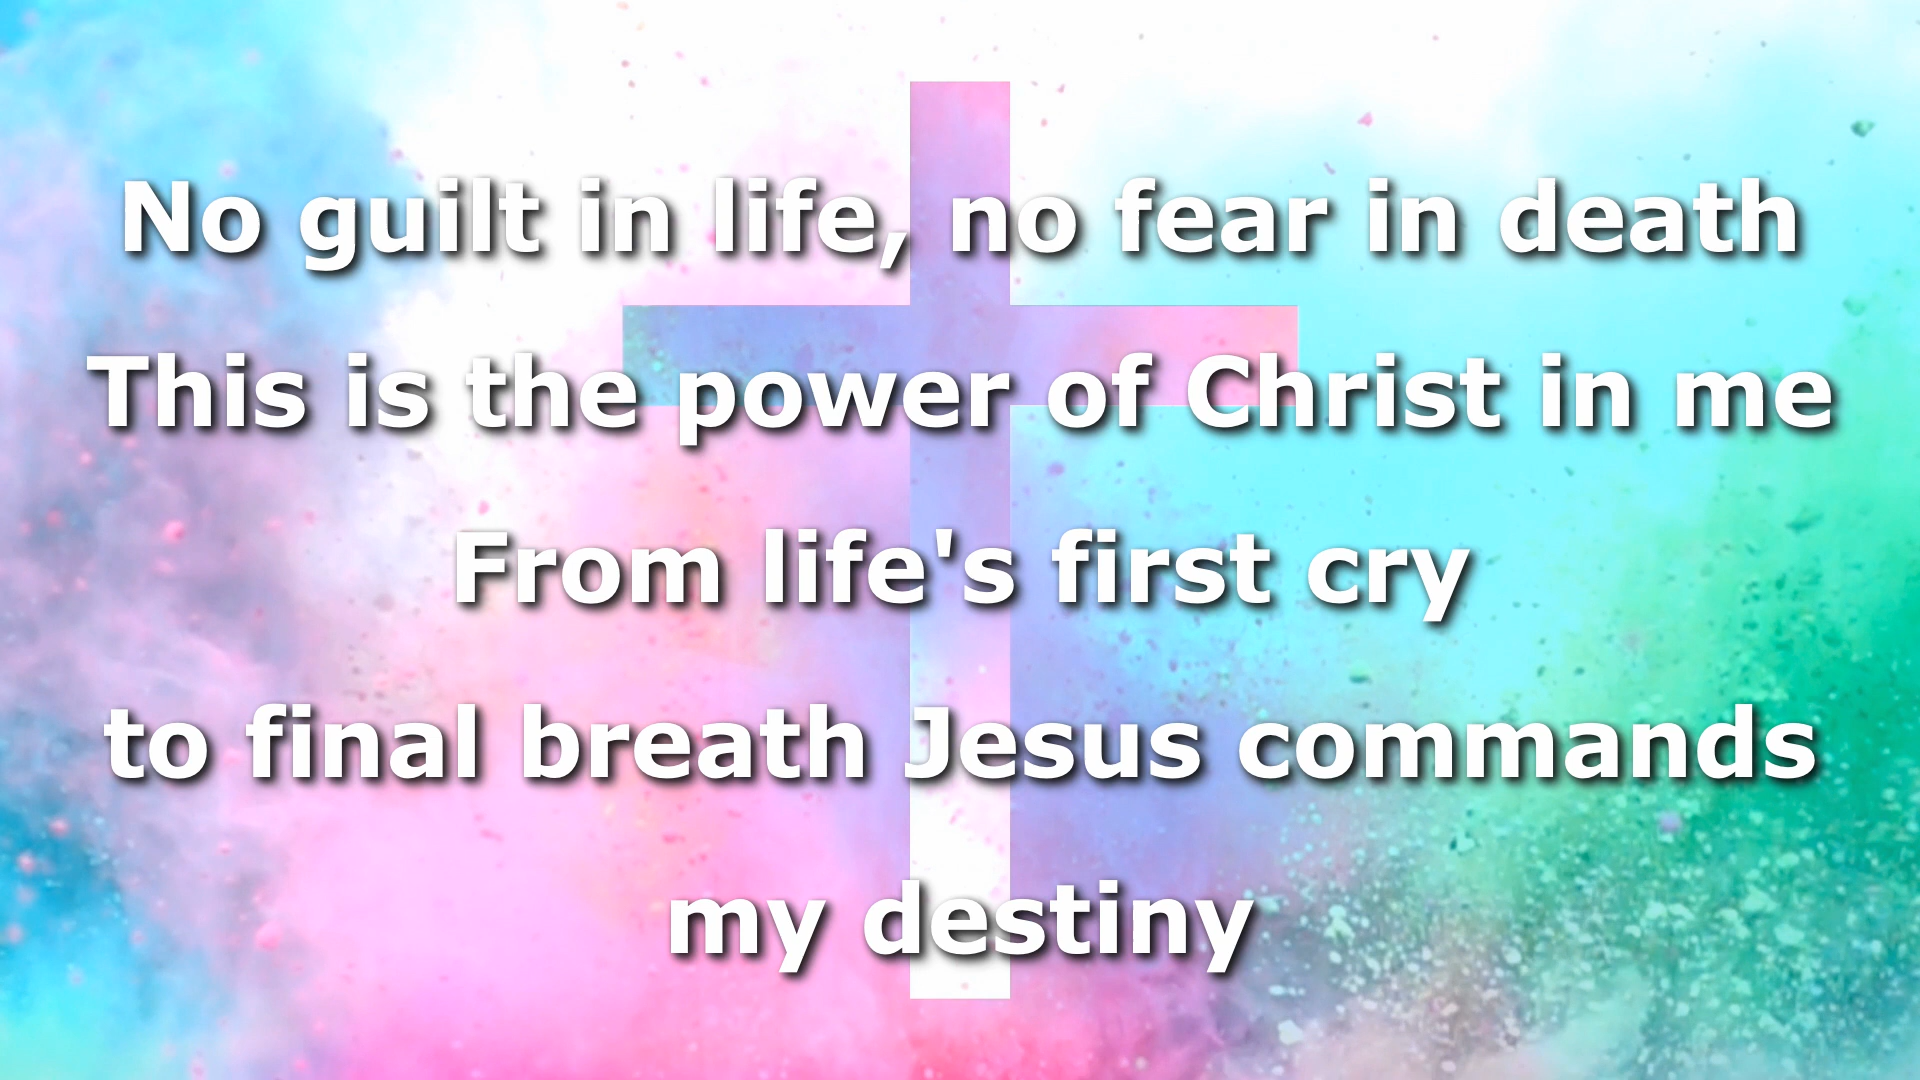 No guilt in life, no fear in death
This is the power of Christ in me
From life's first cry
to final breath Jesus commands
my destiny